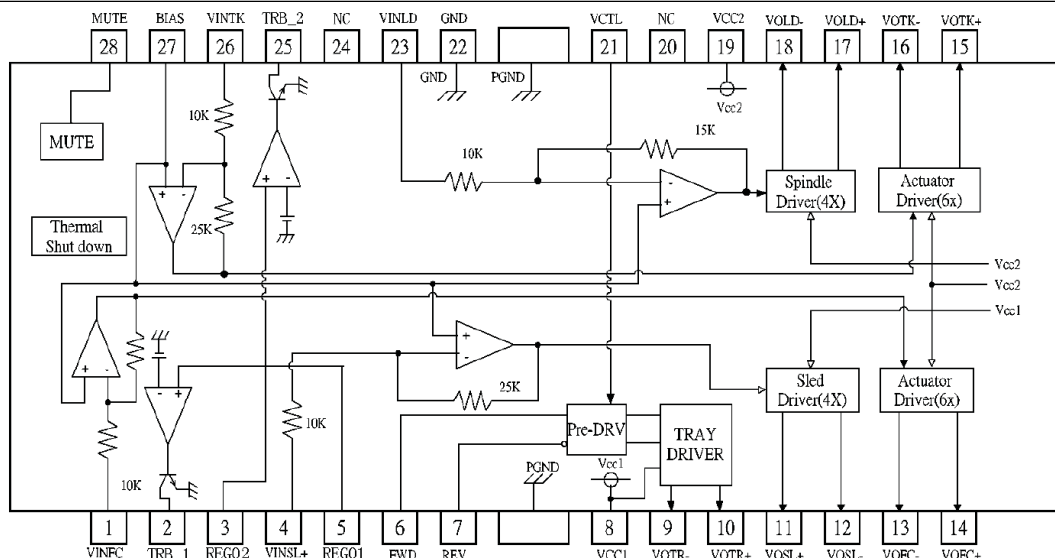 MUTE BIAS VINTK TRB_2 NC VINLD GND VCTL NC VCC2 VOLD- VOLD+ VOTK- VOTK+
28 27 26 25 24 23 22 21 20 19 18 17 16 15
GND PGND
Vcc2
10K
MUTE
15K
10K
+ -
+ -
-
+
Spindle
Driver(4X)
Actuator
Driver(6x)
25K
Thermal
Shut down
Vcc2
Vcc2
Vcc1
+
-
+ -
- +
25K
Sled
Driver(4X)
Actuator
Driver(6x)
10K
Pre-DRV
TRAY
DRIVER
Vcc1
PGND
10K
1 2 3 4 5 6 7 8 9 10 11 12 13 14
VINFC TRB_1 REGO2 VINSL+ REGO1 FWD REV VCC1 VOTR- VOTR+ VOSL+ VOSL- VOFC- VOFC+